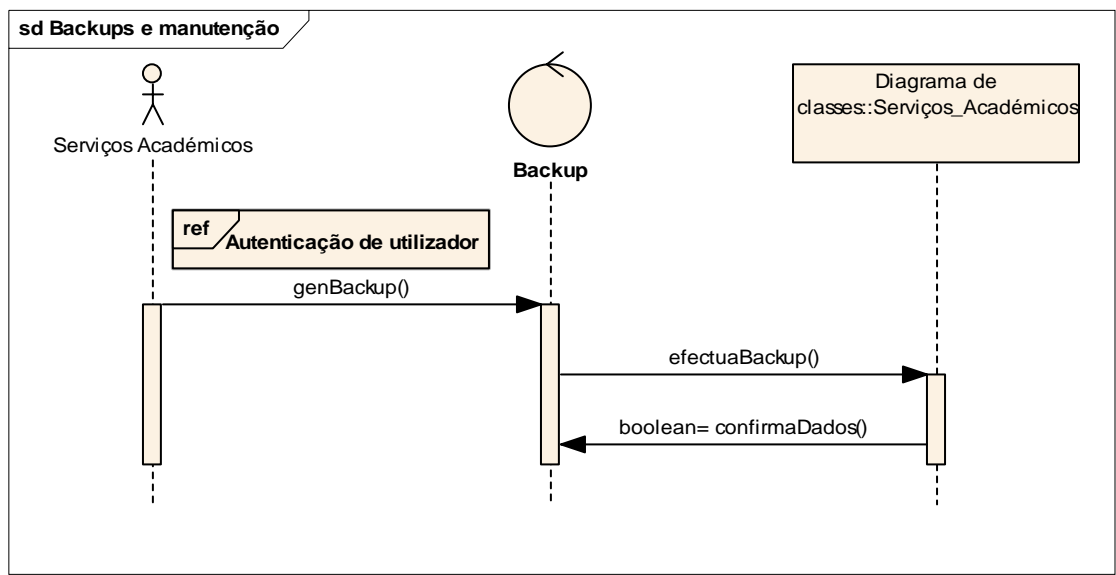 sd Backups e manutenção
Serviços Académicos
Backup
Diagrama de
classes::Serviços_Académicos
ref
Autenticação de utilizador
genBackup()
efectuaBackup()
boolean= confirmaDados()